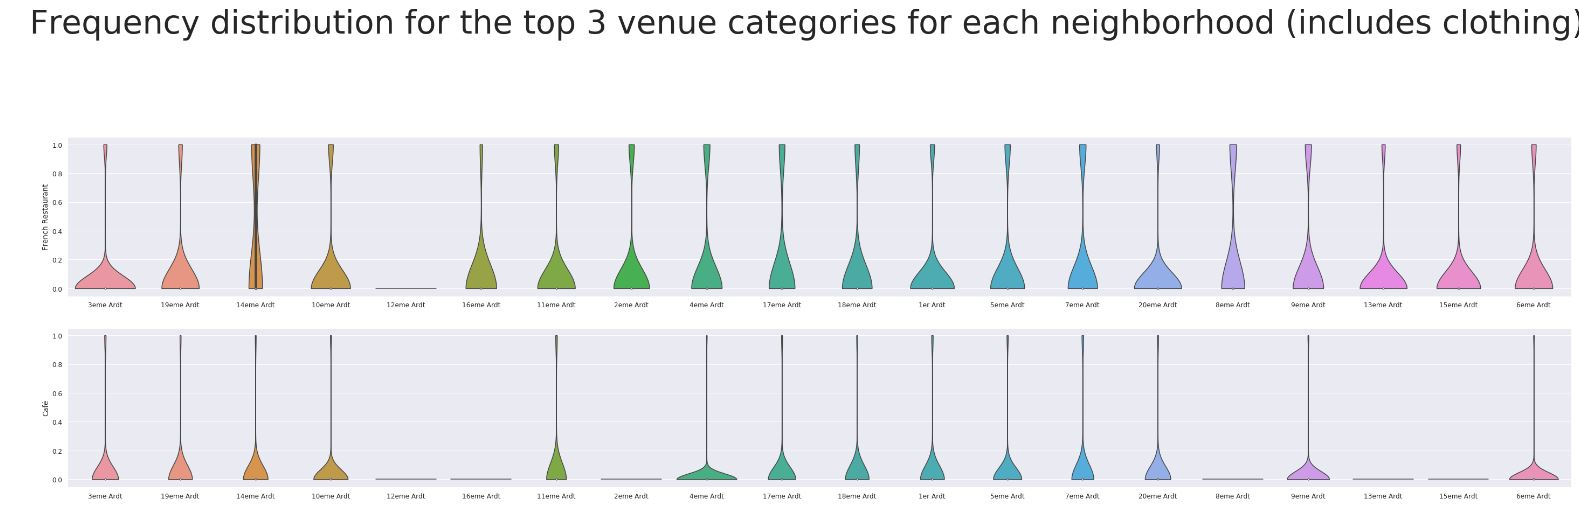 Frequency distribution for the top 3 venue categories for each neighborhood (includes clothing)
1.0
0.8
0.6
0.4
0.2
0.0
French Restaurant
3eme Ardt 19eme Ardt 14eme Ardt 10eme Ardt 12eme Ardt 16eme Ardt 11eme Ardt 2eme Ardt 4eme Ardt 17eme Ardt 18eme Ardt 1er Ardt 5eme Ardt 7eme Ardt 20eme Ardt 8eme Ardt 9eme Ardt 13eme Ardt 15eme Ardt 6eme Ardt
1.0
0.8
0.6
0.4
0.2
0.0
Café
3eme Ardt 19eme Ardt 14eme Ardt 10eme Ardt 12eme Ardt 16eme Ardt 11eme Ardt 2eme Ardt 4eme Ardt 17eme Ardt 18eme Ardt 1er Ardt 5eme Ardt 7eme Ardt 20eme Ardt 8eme Ardt 9eme Ardt 13eme Ardt 15eme Ardt 6eme Ardt